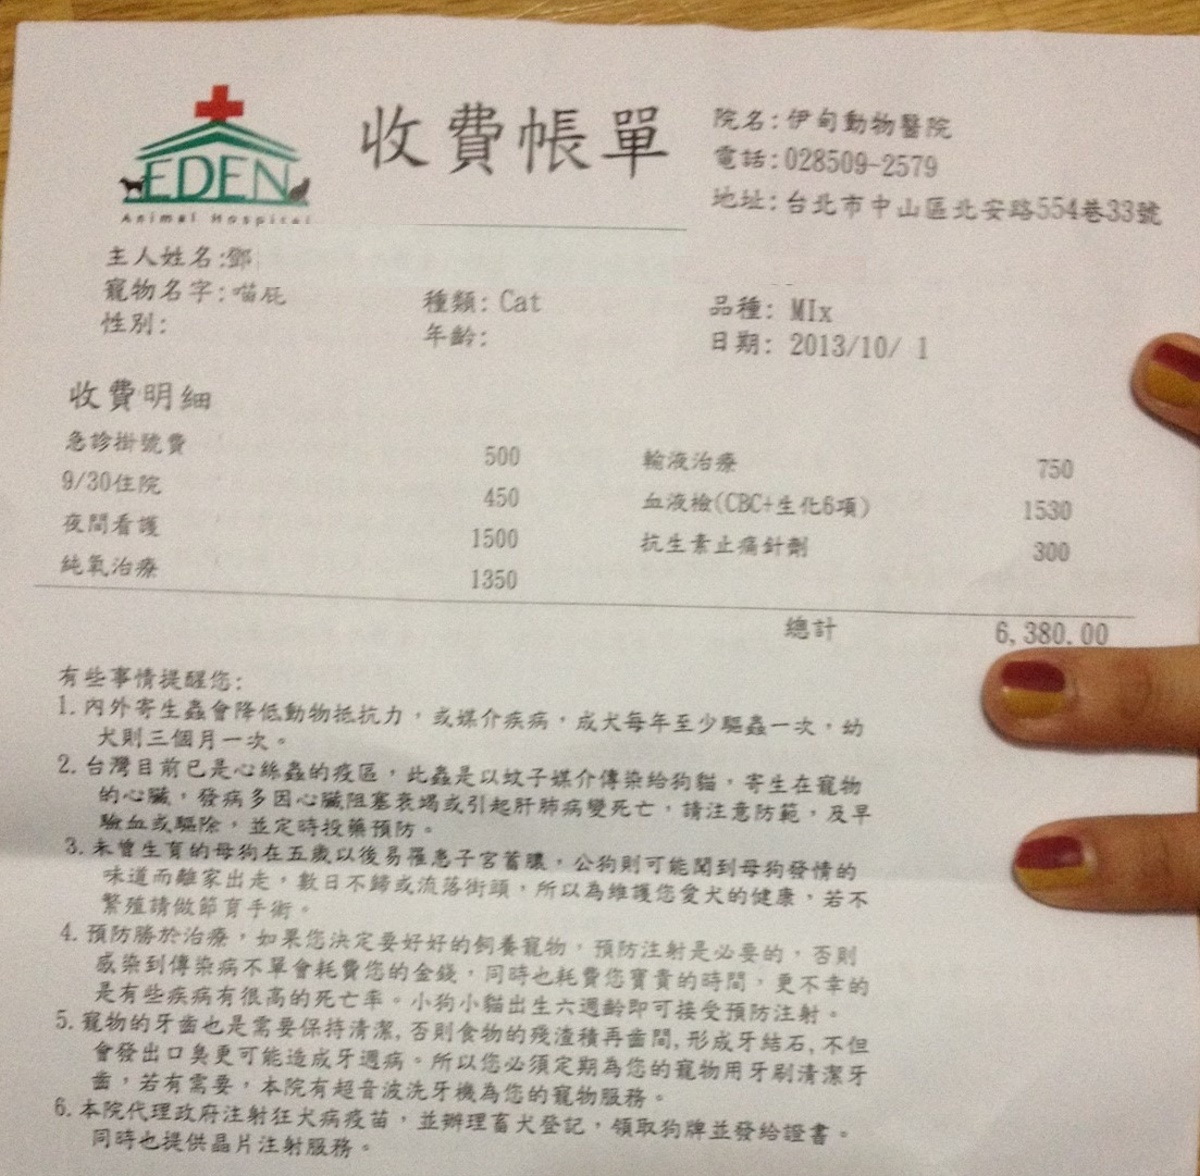 EDEN
Animal Hospital
收費帳單
院名:伊甸動物醫院
電話:028509-2579
地址:台北市中山區北安路554巷33號
主人姓名:鄧
寵物名字:喵屁
種類: Cat
品種: MIx
性別:
年齡:
日期: 2013/10/ 1
收費明細
急診掛號費 500 輸液治療 750
9/30住院 450 血液檢(CBC+生化6項) 1530
夜間看護 1500 抗生素止痛針劑 300
純氧治療 1350
總計 6,380.00
有些事情提醒您:
1.內外寄生蟲會降低動物抵抗力，或媒介疾病，成犬每年至少驅蟲一次，幼
犬則三個月一次。
2.台灣目前已是心絲蟲的疫區，此蟲是以蚊子媒介傳染給狗貓，寄生在寵物
的心臟，發病多因心臟阻塞衰竭或引起肝肺病變死亡，請注意防範，及早
驗血或驅除，並定時投藥預防。
3.未曾生育的母狗在五歲以後易罹患子宮蓄膿，公狗則可能聞到母狗發情的
味道而離家出走，數日不歸或流落街頭，所以為維護您愛犬的健康，若不
繁殖請做節育手術。
4.預防勝於治療，如果您決定要好好的飼養寵物，預防注射是必要的，否則
感染到傳染病不單會耗費您的金錢，同時也耗費您寶貴的時間，更不幸的
是有些疾病有很高的死亡率。小狗小貓出生六週齡即可接受預防注射。
5.寵物的牙齒也是需要保持清潔,否則食物的殘渣積再齒間,形成牙結石,不但
會發出口臭更可能造成牙週病。所以您必須定期為您的寵物用牙刷清潔牙
齒，若有需要，本院有超音波洗牙機為您的寵物服務。
6.本院代理政府注射狂犬病疫苗，並辦理畜犬登記，領取狗牌並發給證書。
同時也提供晶片注射服務。